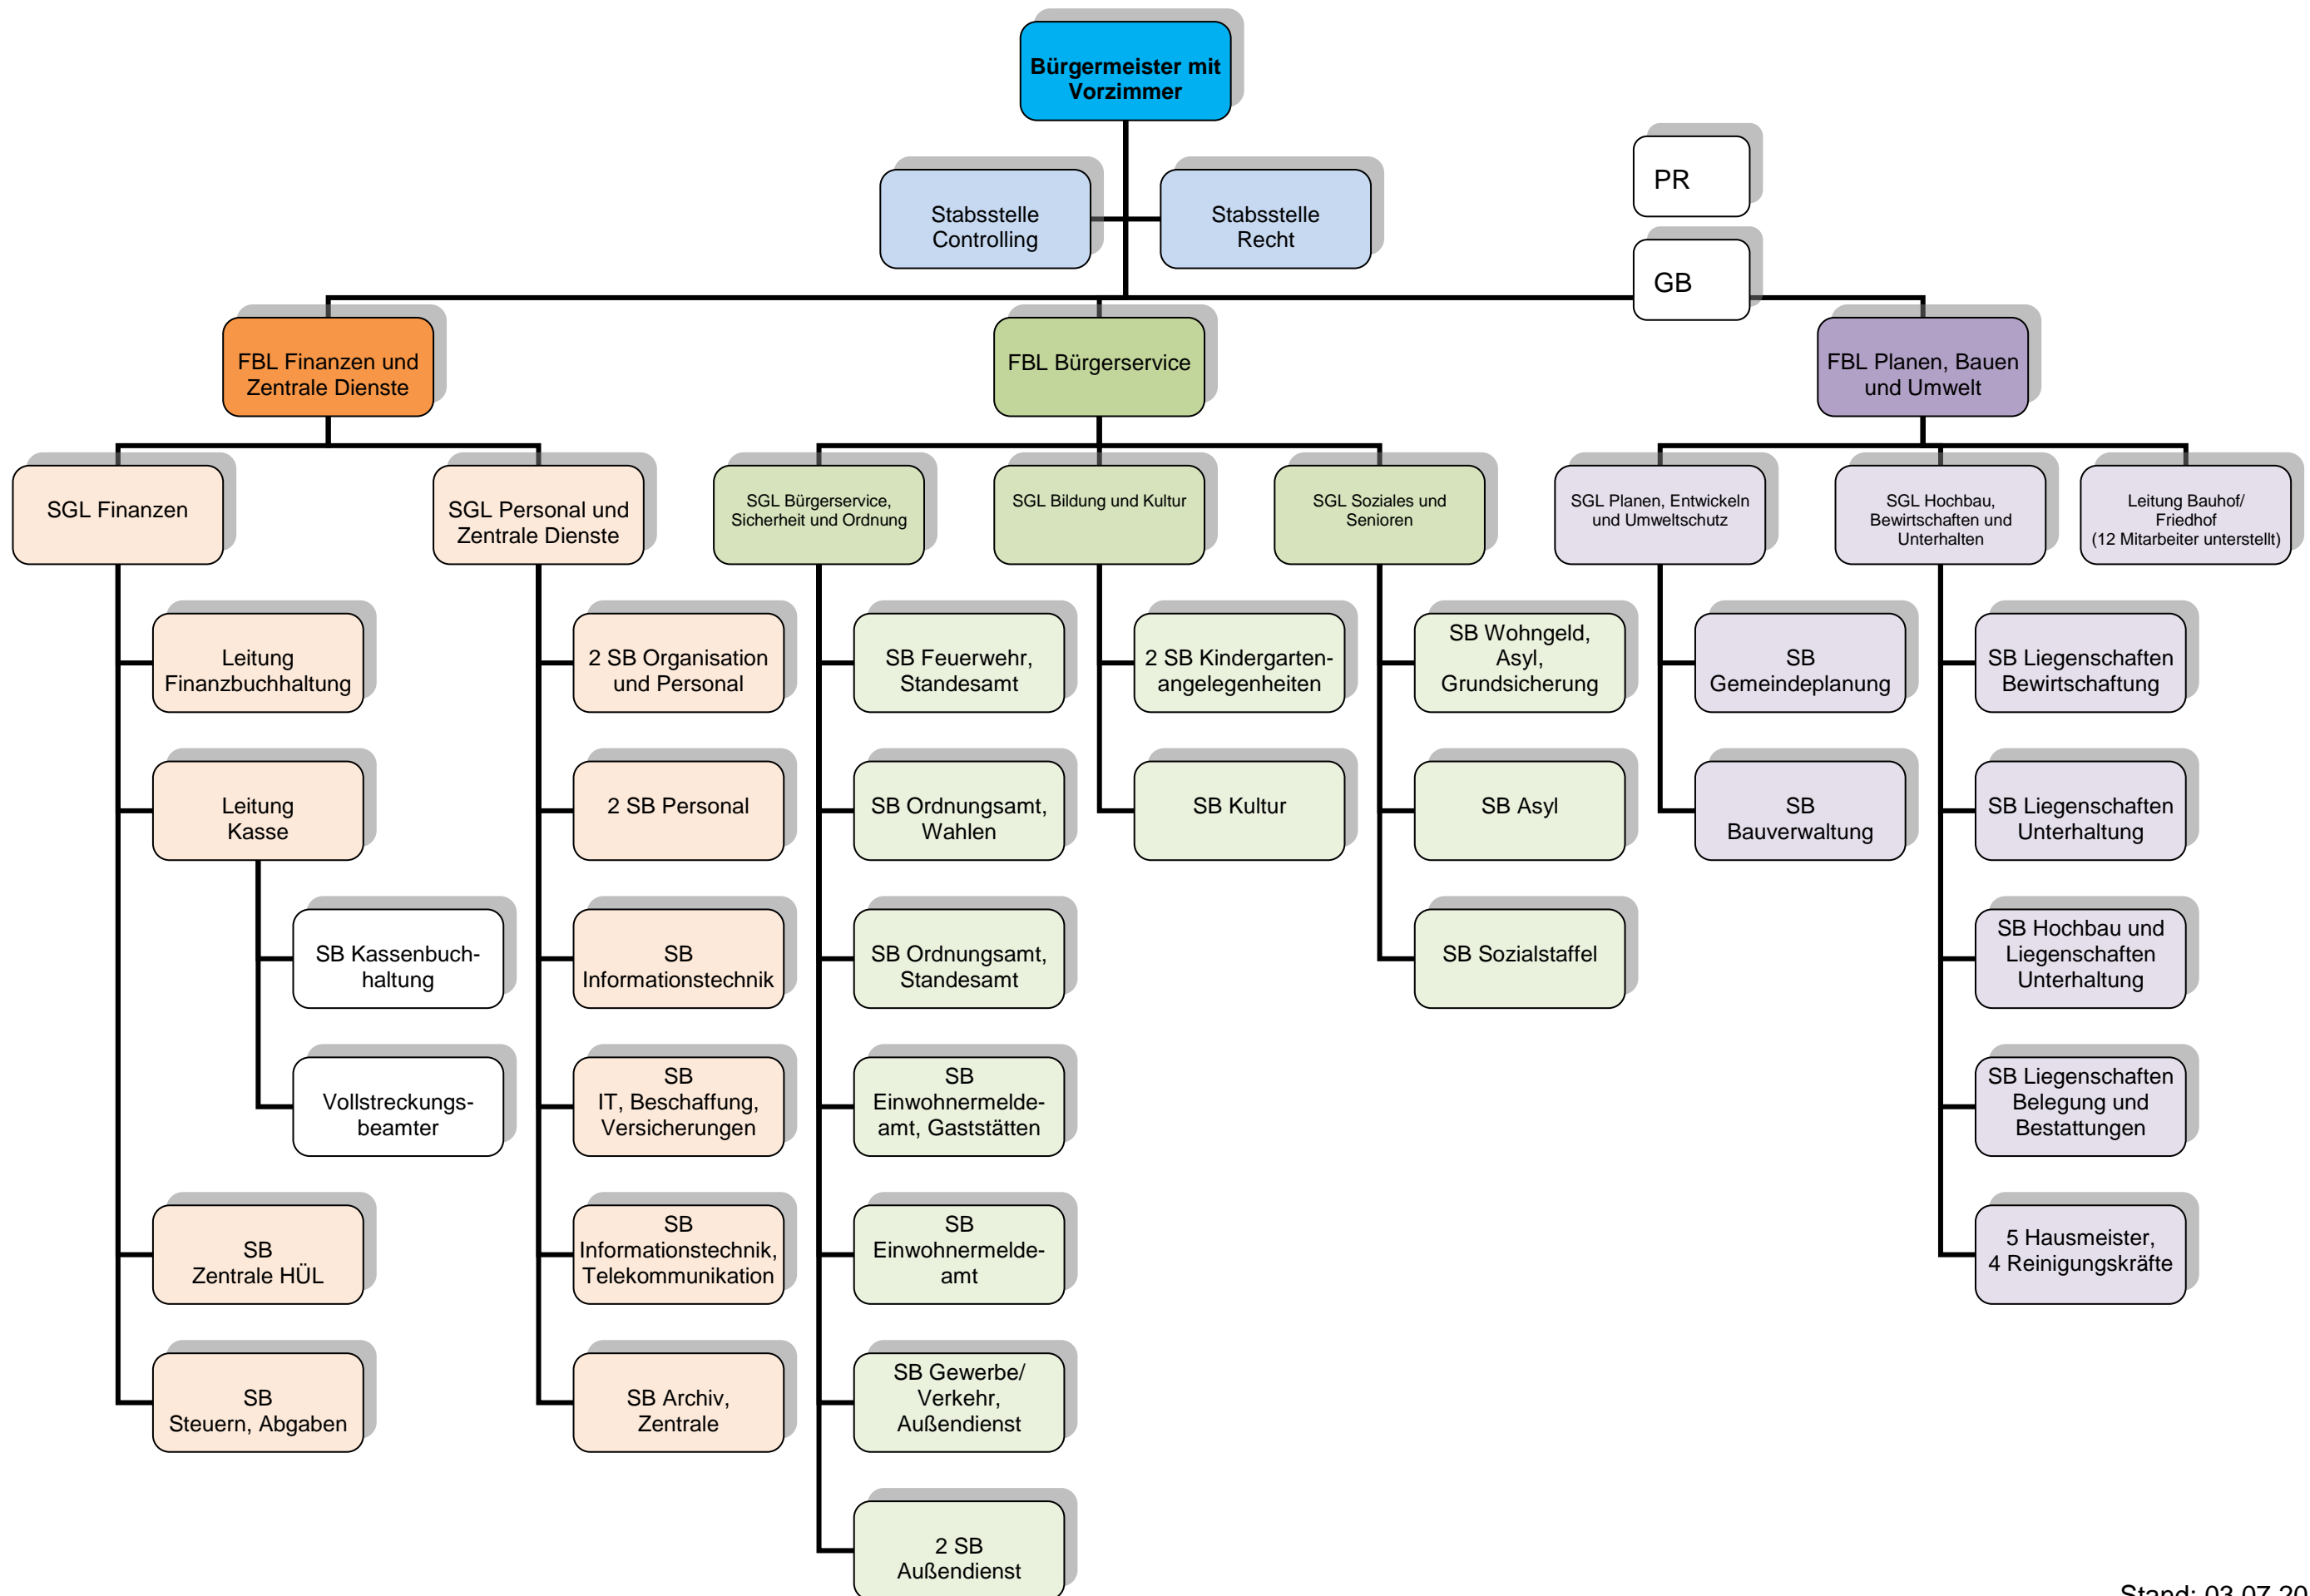 Bürgermeister mit
Vorzimmer
PR
Stabsstelle
Controlling
Stabsstelle
Recht
GB
FBL Finanzen und
Zentrale Dienste
FBL Bürgerservice
FBL Planen, Bauen
und Umwelt
SGL Finanzen
SGL Personal und
Zentrale Dienste
SGL Bürgerservice,
Sicherheit und Ordnung
SGL Bildung und Kultur
SGL Soziales und
Senioren
SGL Planen, Entwickeln
und Umweltschutz
SGL Hochbau,
Bewirtschaften und
Unterhalten
Leitung Bauhof/
Friedhof
(12 Mitarbeiter unterstellt)
Leitung
Finanzbuchhaltung
2 SB Organisation
und Personal
SB Feuerwehr,
Standesamt
2 SB Kindergarten-
angelegenheiten
SB Wohngeld,
Asyl,
Grundsicherung
SB
Gemeindeplanung
SB Liegenschaften
Bewirtschaftung
Leitung
Kasse
2 SB Personal
SB Ordnungsamt,
Wahlen
SB Kultur
SB Asyl
SB
Bauverwaltung
SB Liegenschaften
Unterhaltung
SB Kassenbuch-
haltung
SB
Informationstechnik
SB Ordnungsamt,
Standesamt
SB Sozialstaffel
SB Hochbau und
Liegenschaften
Unterhaltung
Vollstreckungs-
beamter
SB
IT, Beschaffung,
Versicherungen
SB
Einwohnermelde-
amt, Gaststätten
SB Liegenschaften
Belegung und
Bestattungen
SB
Zentrale HÜL
SB
Informationstechnik,
Telekommunikation
SB
Einwohnermelde-
amt
5 Hausmeister,
4 Reinigungskräfte
SB
Steuern, Abgaben
SB Archiv,
Zentrale
SB Gewerbe/
Verkehr,
Außendienst
2 SB
Außendienst
Stand: 03.07.20